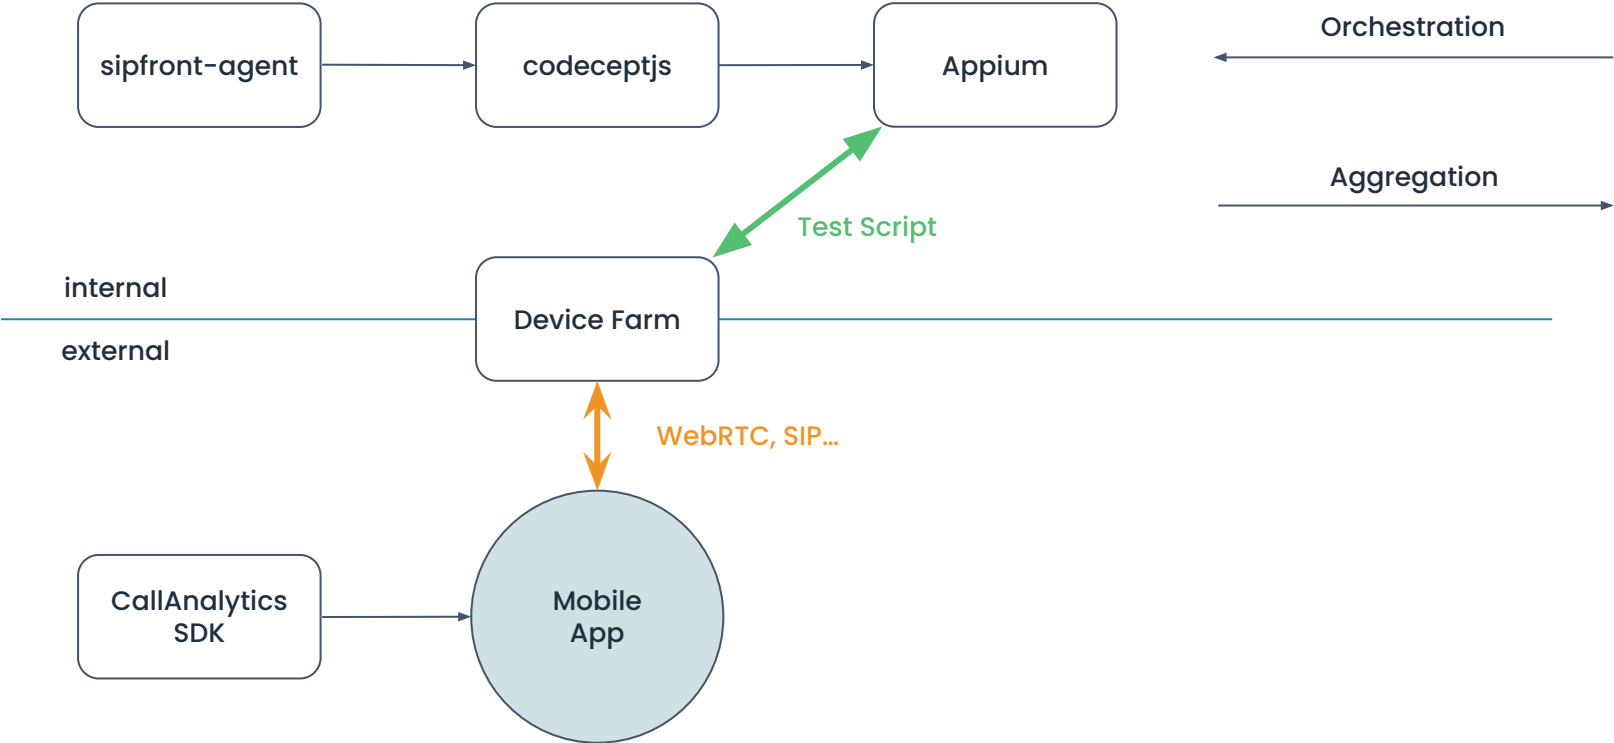 sipfront-agent
codeceptjs
Appium
Orchestration
Aggregation
Test Script
internal
external
Device Farm
WebRTC, SIP...
CallAnalytics
SDK
Mobile
App